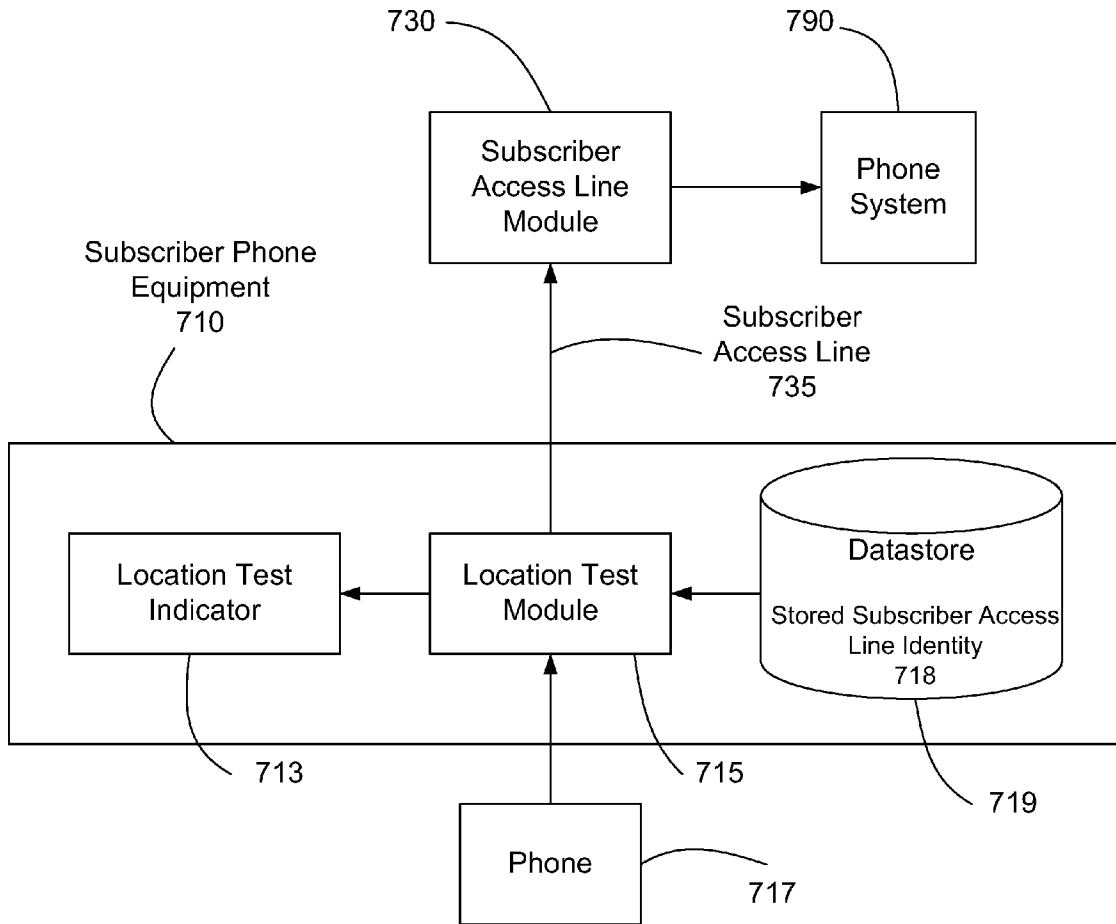 730
790
Subscriber
Access Line
Module
Phone
System
Subscriber Phone
Equipment
710
Subscriber
Access Line
735
Location Test
Indicator
Location Test
Module
Datastore
Stored Subscriber Access
Line Identity
718
713
715
719
Phone
717